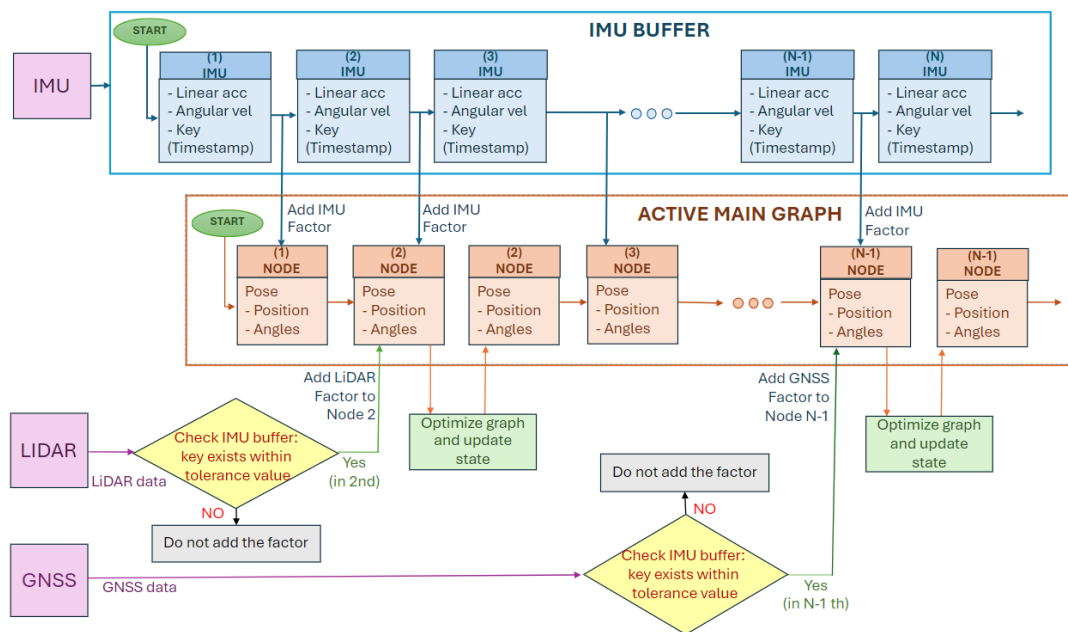 START
IMU BUFFER
IMU
(1)
IMU
- Linear acc
- Angular vel
- Key
(Timestamp)
(2)
IMU
- Linear acc
- Angular vel
- Key
(Timestamp)
(3)
IMU
- Linear acc
- Angular vel
- Key
(Timestamp)
(N-1)
IMU
- Linear acc
- Angular vel
- Key
(Timestamp)
(N)
IMU
- Linear acc
- Angular vel
- Key
(Timestamp)
START
Add IMU
Factor
Add IMU
Factor
ACTIVE MAIN GRAPH
Add IMU
Factor
(1)
NODE
Pose
- Position
- Angles
(2)
NODE
Pose
- Position
- Angles
(2)
NODE
Pose
- Position
- Angles
(3)
NODE
Pose
- Position
- Angles
(N-1)
NODE
Pose
- Position
- Angles
(N-1)
NODE
Pose
- Position
- Angles
Add LiDAR
Factor to
Node 2
Add GNSS
Factor to
Node N-1
Optimize graph
and update
state
Optimize graph
and update
state
LIDAR
LiDAR data
Check IMU buffer:
key exists within
tolerance value
Yes
(in 2nd)
NO
Do not add the factor
Do not add the factor
NO
GNSS
GNSS data
Check IMU buffer:
key exists within
tolerance value
Yes
(in N-1 th)